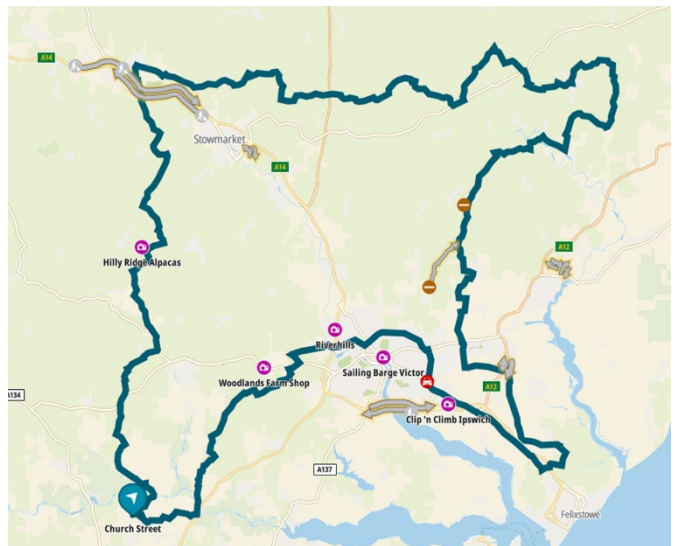 A14
Stowmarket
A14
A12
Hilly Ridge Alpacas
Riverhills
Sailing Barge Victor
Woodlands Farm Shop
A12
A134
Clip 'n Climb Ipswich
A137
Felixstowe
Church Street